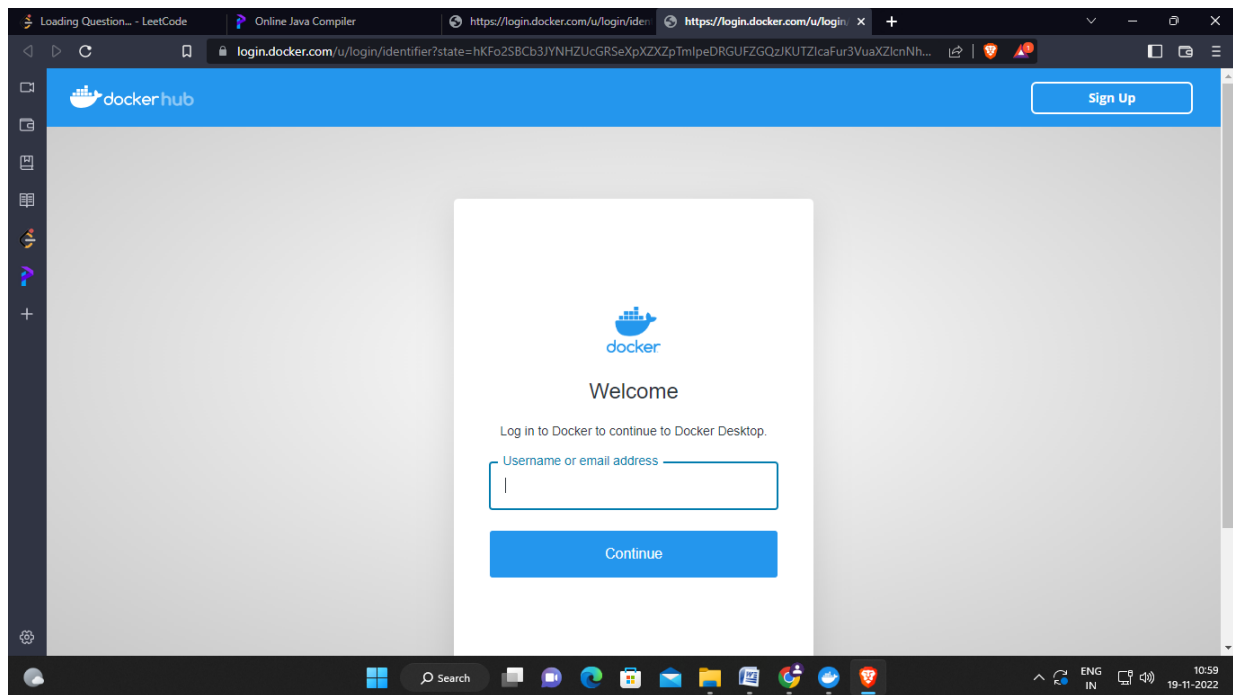 Loading Question... - LeetCode
Online Java Compiler
https://login.docker.com/u/login/iden
https://login.docker.com/u/login/
login.docker.com/u/login/identifier?state=hKFo2SBCb3JYNHZUcGRSeXpXZXZpTmlpeDRGUFZGQzJKUTZIcaFur3VuaXZlcnNh...
dockerhub
Sign Up
docker
Welcome
Log in to Docker to continue to Docker Desktop.
Username or email address
Continue
Search
ENG
IN
10:59
19-11-2022